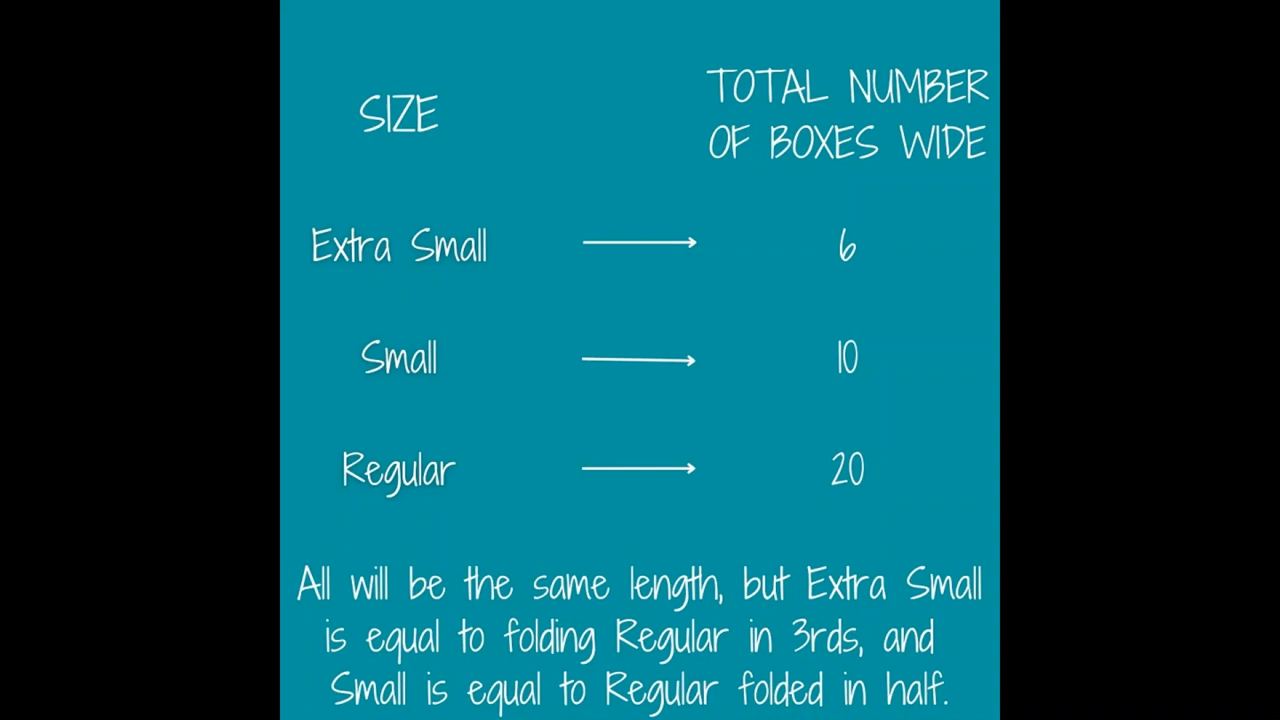 SIZE
TOTAL NUMBER
OF BOXES WIDE
Extra Small
6
Small
10
Regular
20
All will be the same length, but Extra Small
is equal to folding Regular in 3rds, and
Small is equal to Regular folded in half.